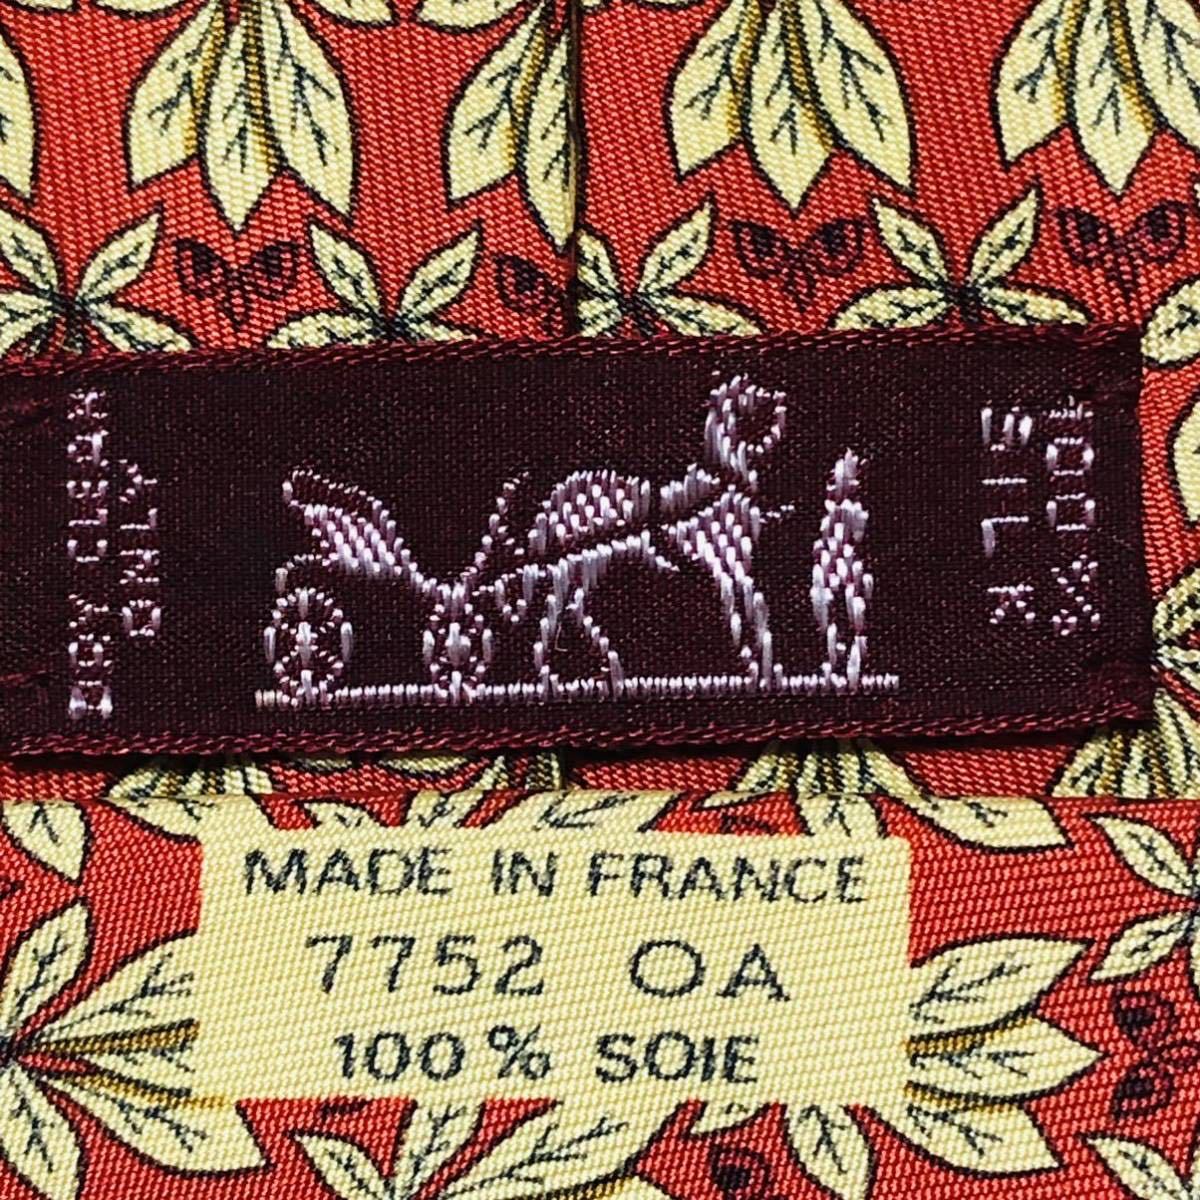 DRY CLEAN
ONLY
100%
SILK
MADE IN FRANCE
7752 OA
100% SOIE